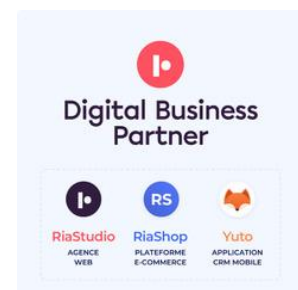 Digital Business
Partner
RS
RiaStudio
RiaShop
Yuto
AGENCE
WEB
PLATEFORME
E-COMMERCE
APPLICATION
CRM MOBILE